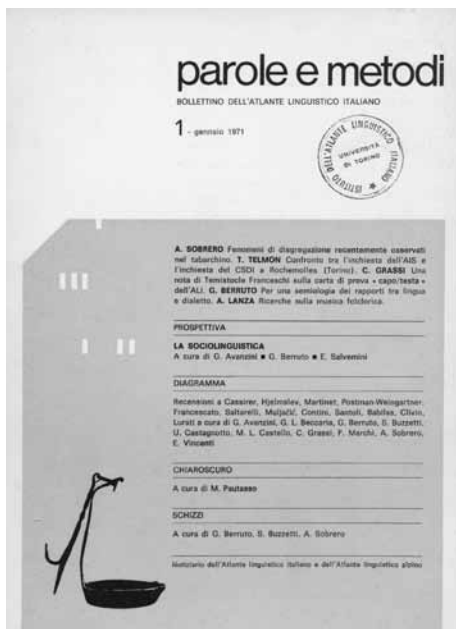 parole e metodi
BOLLETTINO DELL'ATLANTE LINGUISTICO ITALIANO
1 - gennaio 1971
ISTITUTO DELL'ATLANTE LINGUISTICO ITALIANO
UNIVERSITÀ
DI TORINO
A. SOBRERO Fenomeni di disgregazione recentemente osservati
nel tabarchino. T. TELMON Confronto tra l'inchiesta dell'AIS e
l'inchiesta del CSDI a Rochemolles (Torino). C. GRASSI Una
nota di Temistocle Franceschi sulla carta di prova « capo/testa »
dell'ALI. G. BERRUTO Per una semiologia dei rapporti tra lingua
e dialetto. A. LANZA Ricerche sulla musica folclorica.
PROSPETTIVA
LA SOCIOLINGUISTICA
A cura di G. Avanzini ■ G. Berruto ■ E. Salvemini
DIAGRAMMA
Recensioni a Cassirer, Hjelmslev, Martinet, Postman-Weingartner,
Francescato, Saltarelli, Muljačić, Contini, Santoli, Babilas, Clivio,
Lurati a cura di G. Avanzini, G. L. Beccaria, G. Berruto, S. Buzzetti,
U. Castagnotto, M. L. Castello, C. Grassi, F. Marchi, A. Sobrero,
E. Vincenti
CHIAROSCURO
A cura di M. Pautasso
SCHIZZI
A cura di G. Berruto, S. Buzzetti, A. Sobrero
Notiziario dell'Atlante linguistico italiano e dell'Atlante linguistico alpino